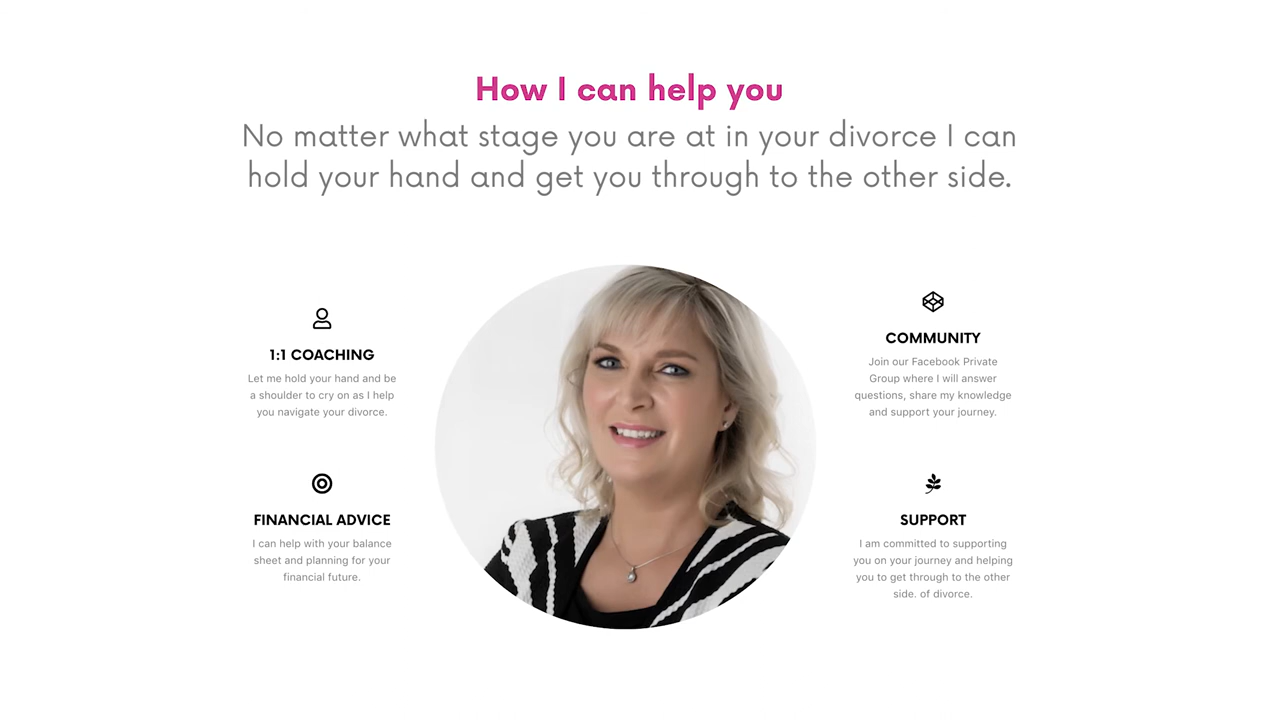 How I can help you
No matter what stage you are at in your divorce I can
hold your hand and get you through to the other side.
1:1 COACHING
Let me hold your hand and be
a shoulder to cry on as I help
you navigate your divorce.
FINANCIAL ADVICE
I can help with your balance
sheet and planning for your
financial future.
COMMUNITY
Join our Facebook Private
Group where I will answer
questions, share my knowledge
and support your journey.
SUPPORT
I am committed to supporting
you on your journey and helping
you to get through to the other
side. of divorce.